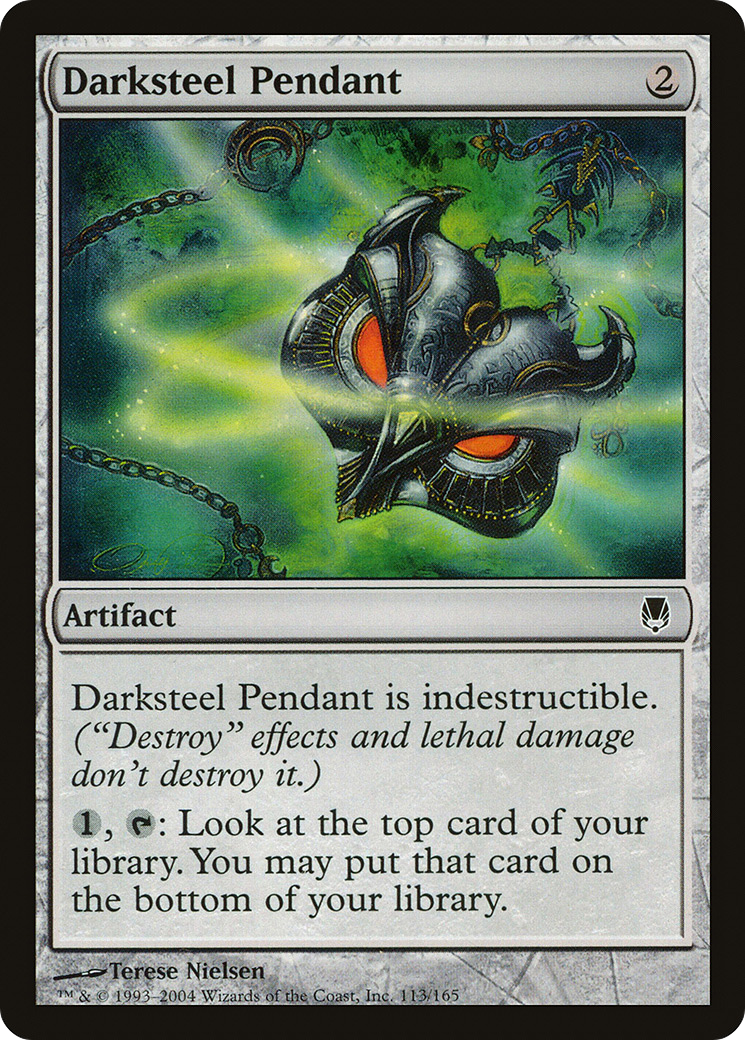 Darksteel Pendant 2
Artifact
Darksteel Pendant is indestructible.
(“Destroy” effects and lethal damage
don’t destroy it.)
1, : Look at the top card of your
library. You may put that card on
the bottom of your library.
Terese Nielsen
™ & © 1993–2004 Wizards of the Coast, Inc. 113/165